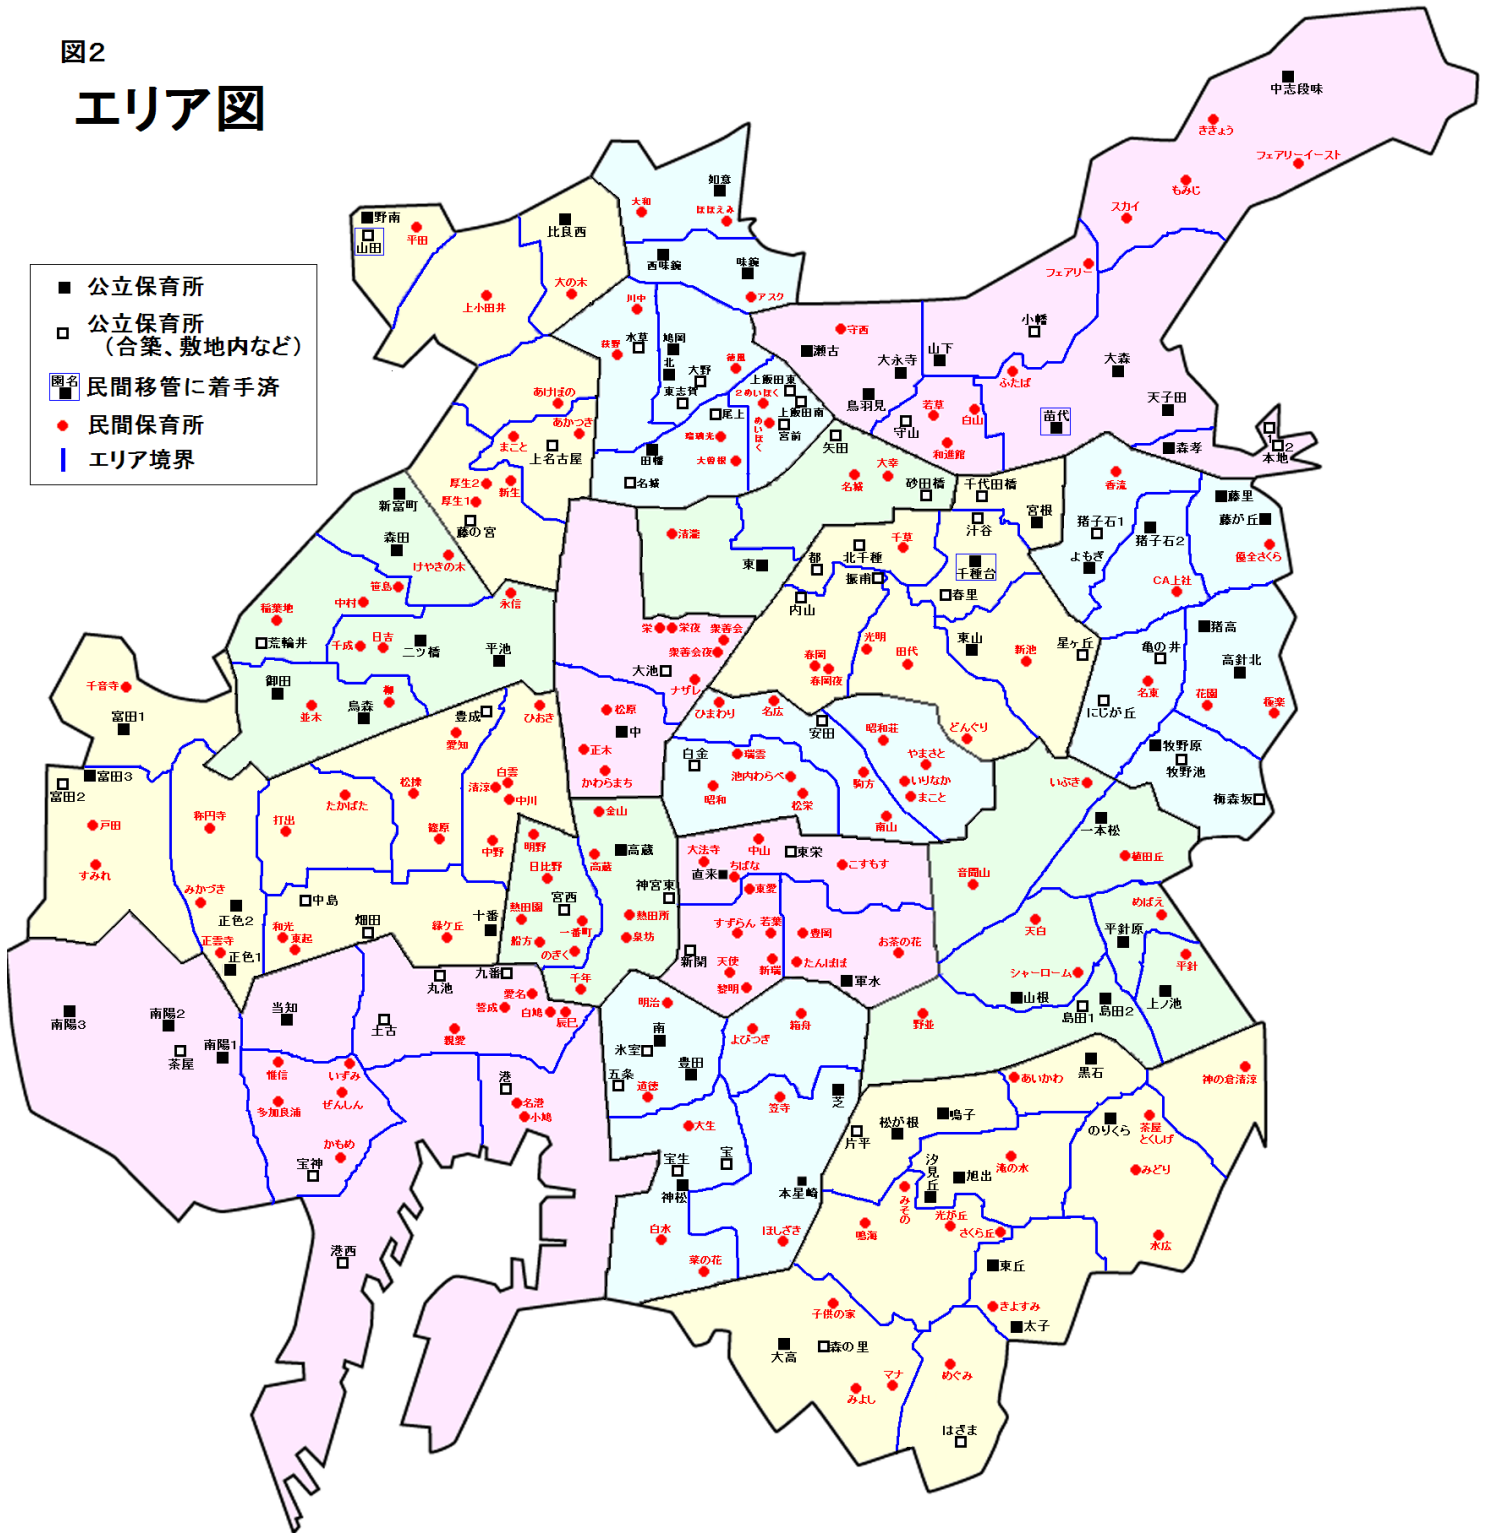 図2
エリア図
公立保育所
公立保育所
（合築、敷地内など）
園名
民間移管に着手済
民間保育所
エリア境界
中志段味
ききょう
フェアリーイースト
もみじ
スカイ
フェアリー
小幡
大森
天子田
森孝
1
2
本地
苗代
ふたば
山下
大永寺
守西
瀬古
鳥羽見
守山
若草
白山
和進館
如意
大和
ほほえみ
西味鋺
味鋺
アスク
川中
水草
萩野
鳩岡
北
大野
東志賀
徳風
上飯田東
2めいほく
上飯田南
めいほく
宮前
尾上
瑠璃光
大曽根
田幡
名城
野南
山田
平田
比良西
大の木
上小田井
あけぼの
あかつき
まこと
上名古屋
厚生2
厚生1
新生
藤の宮
新富町
森田
けやきの木
笹島
中村
稲葉地
荒輪井
千成
日吉
二ツ橋
永信
平池
御田
並木
烏森
柳
矢田
大幸
名城
砂田橋
清瀧
東
千代田橋
汁谷
宮根
千草
北千種
都
振甫
内山
千種台
春里
東山
星ヶ丘
新池
光明
田代
春岡
春岡夜
どんぐり
香流
猪子石1
猪子石2
よもぎ
藤里
藤が丘
優全さくら
CA上社
猪高
亀の井
高針北
名東
花園
極楽
にじが丘
牧野原
牧野池
梅森坂
栄
栄夜
衆善会
衆善会夜
大池
ナザレ
松原
中
正木
かわらまち
ひまわり
名広
安田
昭和荘
やまさと
白金
瑞雲
池内わらべ
駒方
いりなか
まこと
昭和
松栄
南山
千音寺
富田1
富田3
富田2
戸田
すみれ
称円寺
みかづき
正色2
正雲寺
正色1
豊成
愛知
ひおき
白雲
清涼
中川
松操
たかばた
打出
篠原
中野
中島
畑田
和光
東起
緑ケ丘
十番
金山
高蔵
高蔵
明野
日比野
宮西
熱田園
一番町
船方
のぎく
神宮東
熱田所
泉坊
千年
大法寺
中山
東栄
こすもす
直来
ちばな
東愛
すずらん
若葉
豊岡
お茶の花
新開
天使
新瑞
たんぽぽ
黎明
軍水
いぶき
一本松
植田丘
音聞山
天白
めばえ
平針原
平針
シャーローム
山根
島田1
島田2
上ノ池
野並
南陽3
南陽2
茶屋
南陽1
当知
惟信
いずみ
多加良浦
ぜんしん
かもめ
宝神
港西
土古
丸池
九番
愛名
誓成
白鳩
辰巳
親愛
港
名港
小鳩
明治
南
氷室
豊田
五条
道徳
よびつぎ
箱舟
笠寺
芝
大生
宝生
宝
神松
本星崎
白水
菜の花
ほしざき
あいかわ
黒石
神の倉清涼
片平
松が根
鳴子
のりくら
茶屋
とくしげ
滝の水
みどり
汐見丘
旭出
みその
光が丘
さくら丘
鳴海
水広
東丘
きよすみ
太子
子供の家
大高
森の里
みよし
マナ
めぐみ
はざま